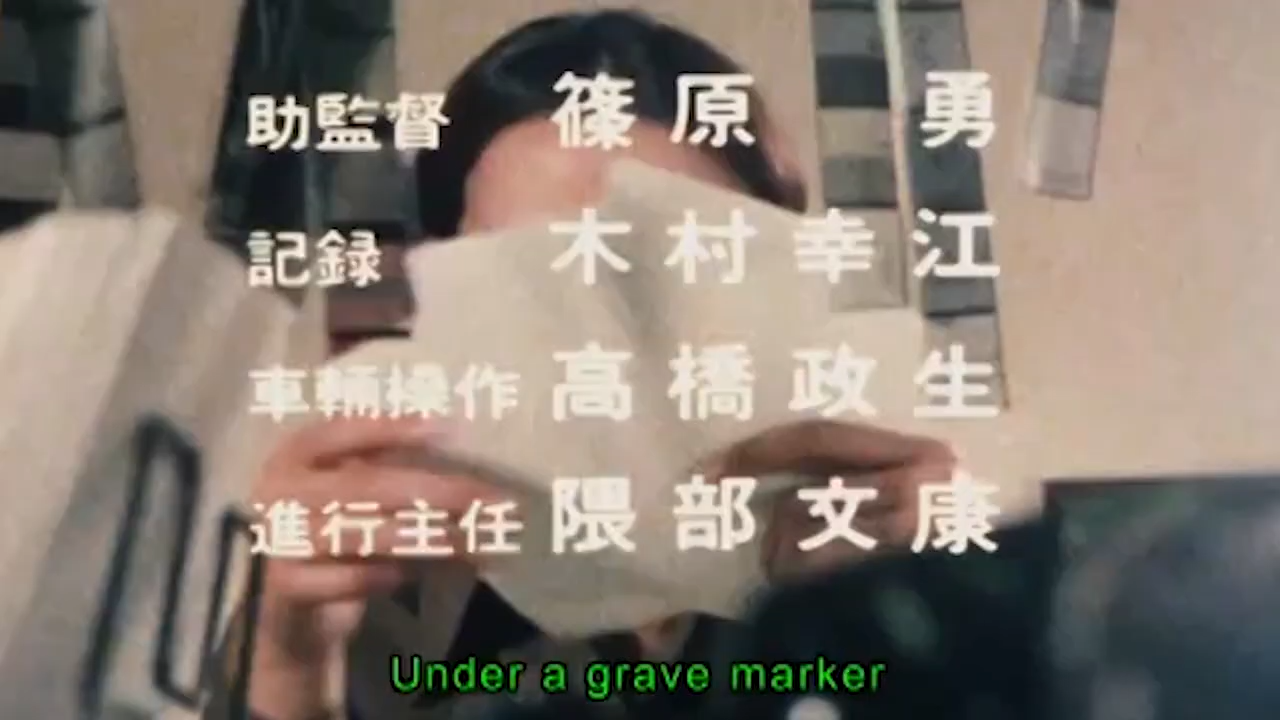 助監督 篠原 勇
記録 木村幸江
車輛操作 高橋政生
進行主任 隈部文康
Under a grave marker